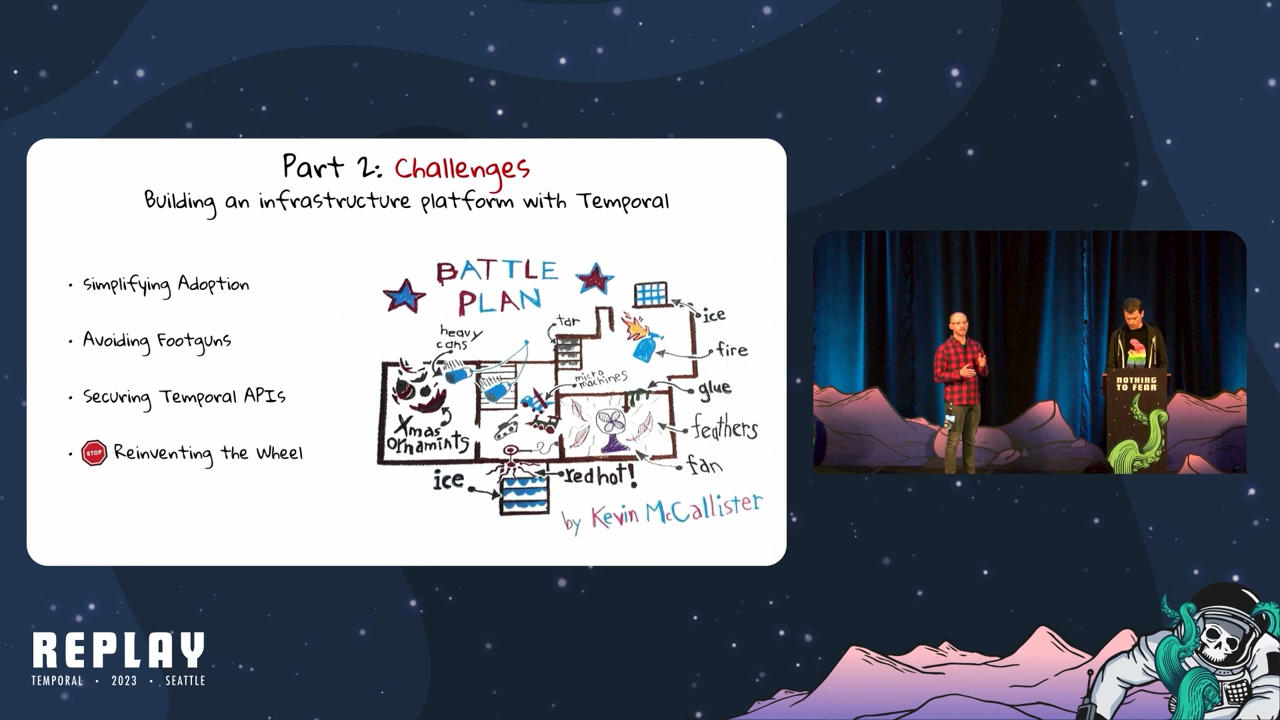 Part 2: Challenges
Building an infrastructure platform with Temporal
· Simplifying Adoption
· Avoiding Footguns
· Securing Temporal APIs
· STOP Reinventing the Wheel
BATTLE
PLAN
heavy
cans
tar
ice
fire
micro
machines
glue
Xmas
ornamints
feathers
fan
ice
red hot!
by Kevin McCallister
NOTHING
TO FEAR
REPLAY
TEMPORAL · 2023 · SEATTLE